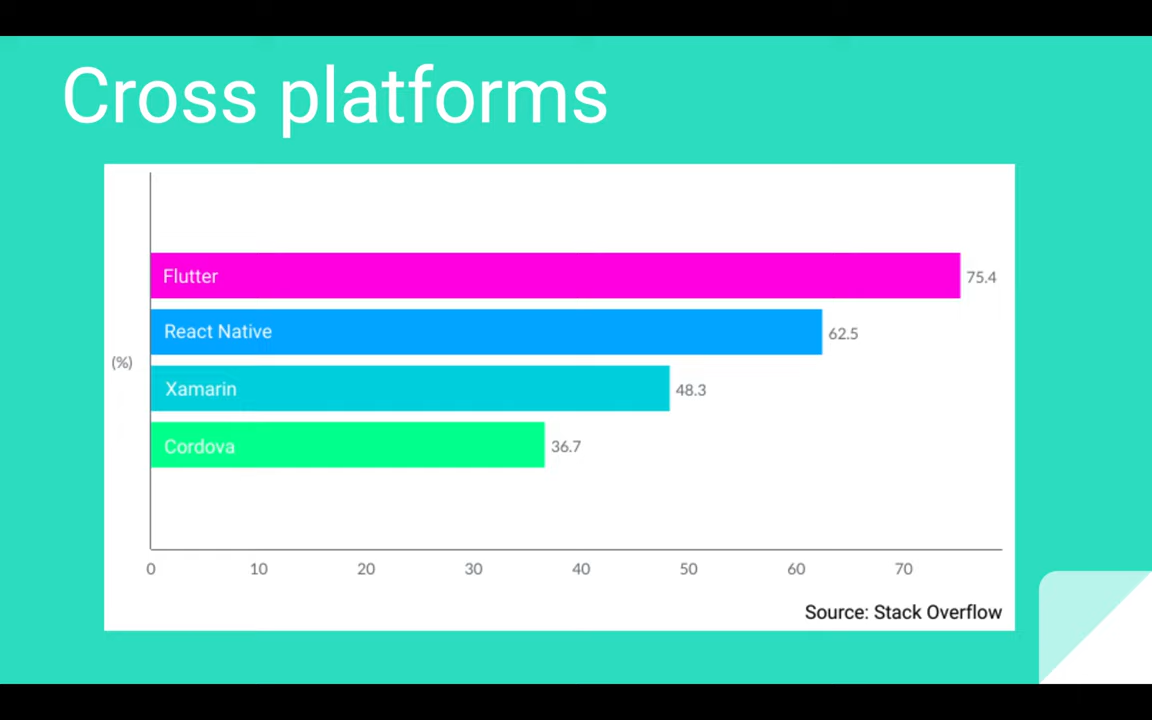 Cross platforms
Flutter
75.4
React Native
62.5
(%)
Xamarin
48.3
Cordova
36.7
0 10 20 30 40 50 60 70
Source: Stack Overflow